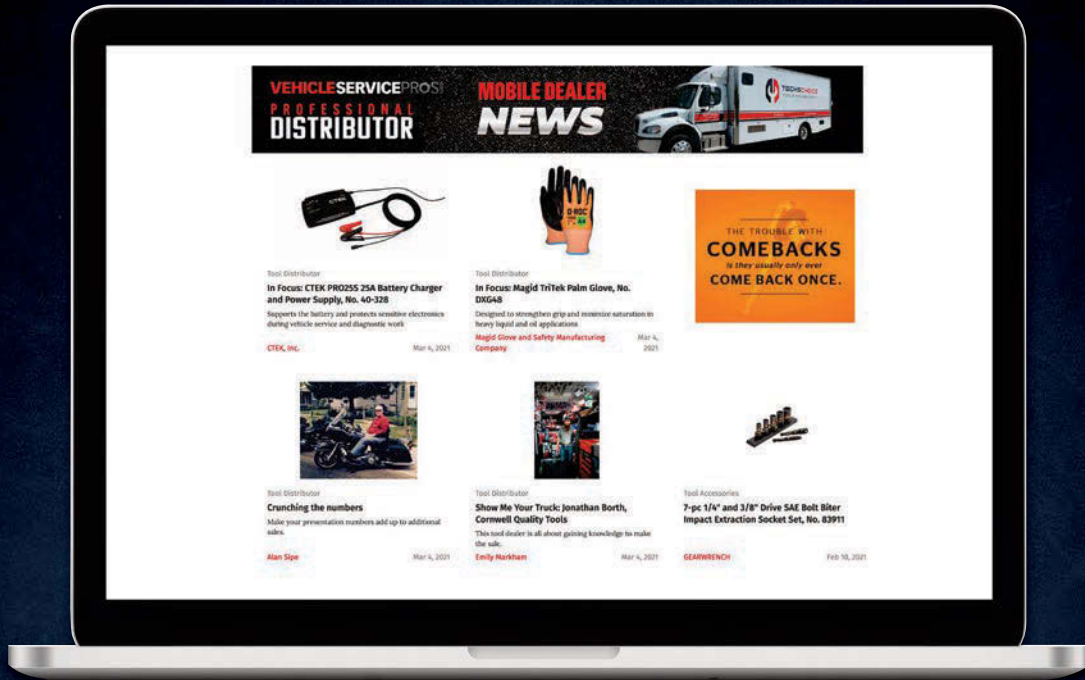 VEHICLESERVICEPROS
PROFESSIONAL
DISTRIBUTOR
MOBILE DEALER
NEWS
TECHSCHOICE
CTEK
D-ROC
THE TROUBLE WITH
COMEBACKS
is they usually only ever
COME BACK ONCE.
Tool Distributor
In Focus: CTEK PRO25S 25A Battery Charger
and Power Supply, No. 40-328
Supports the battery and protects sensitive electronics
during vehicle service and diagnostic work
CTEK, Inc.
Mar 4, 2021
Tool Distributor
In Focus: Magid TriTek Palm Glove, No.
DXG48
Designed to strengthen grip and minimize saturation in
heavy liquid and oil applications
Magid Glove and Safety Manufacturing
Company
Mar 4,
2021
Tool Distributor
Crunching the numbers
Make your presentation numbers add up to additional
sales.
Alan Sipe
Mar 4, 2021
Tool Distributor
Show Me Your Truck: Jonathan Borth,
Cornwell Quality Tools
This tool dealer is all about gaining knowledge to make
the sale.
Emily Markham
Mar 4, 2021
Tool Accessories
7-pc 1/4" and 3/8" Drive SAE Bolt Biter
Impact Extraction Socket Set, No. 83911
GEARWRENCH
Feb 10, 2021